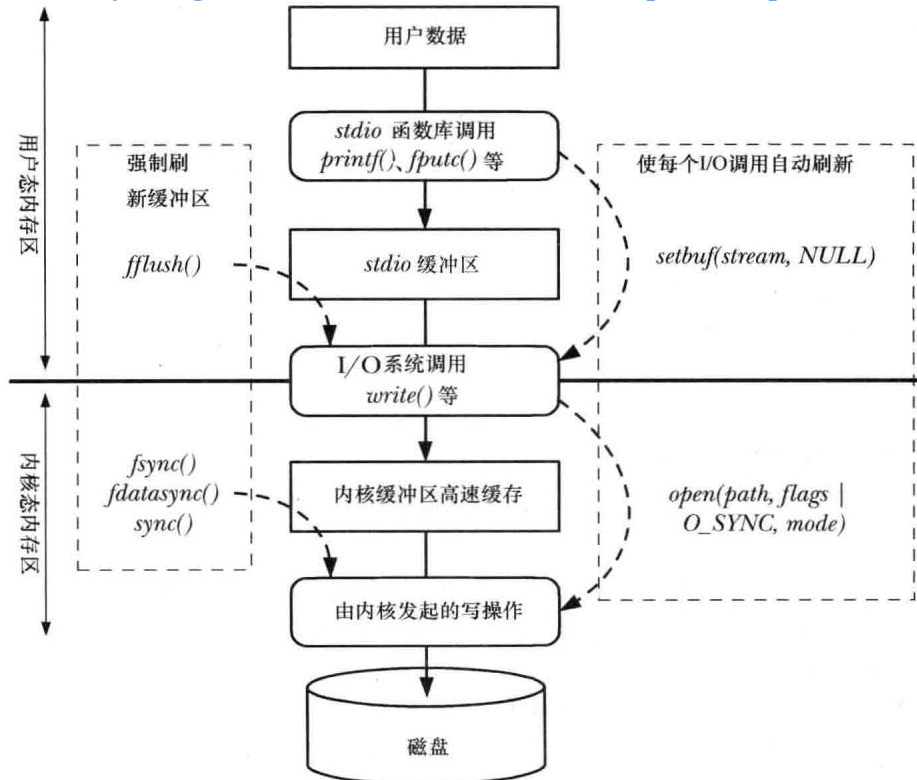 用户数据
stdio 函数库调用
printf()、fputc() 等
用户态内存区
强制刷
新缓冲区
使每个I/O调用自动刷新
fflush()
stdio 缓冲区
setbuf(stream, NULL)
I/O系统调用
write() 等
内核态内存区
fsync()
fdatasync()
sync()
内核缓冲区高速缓存
open(path, flags |
O_SYNC, mode)
由内核发起的写操作
磁盘